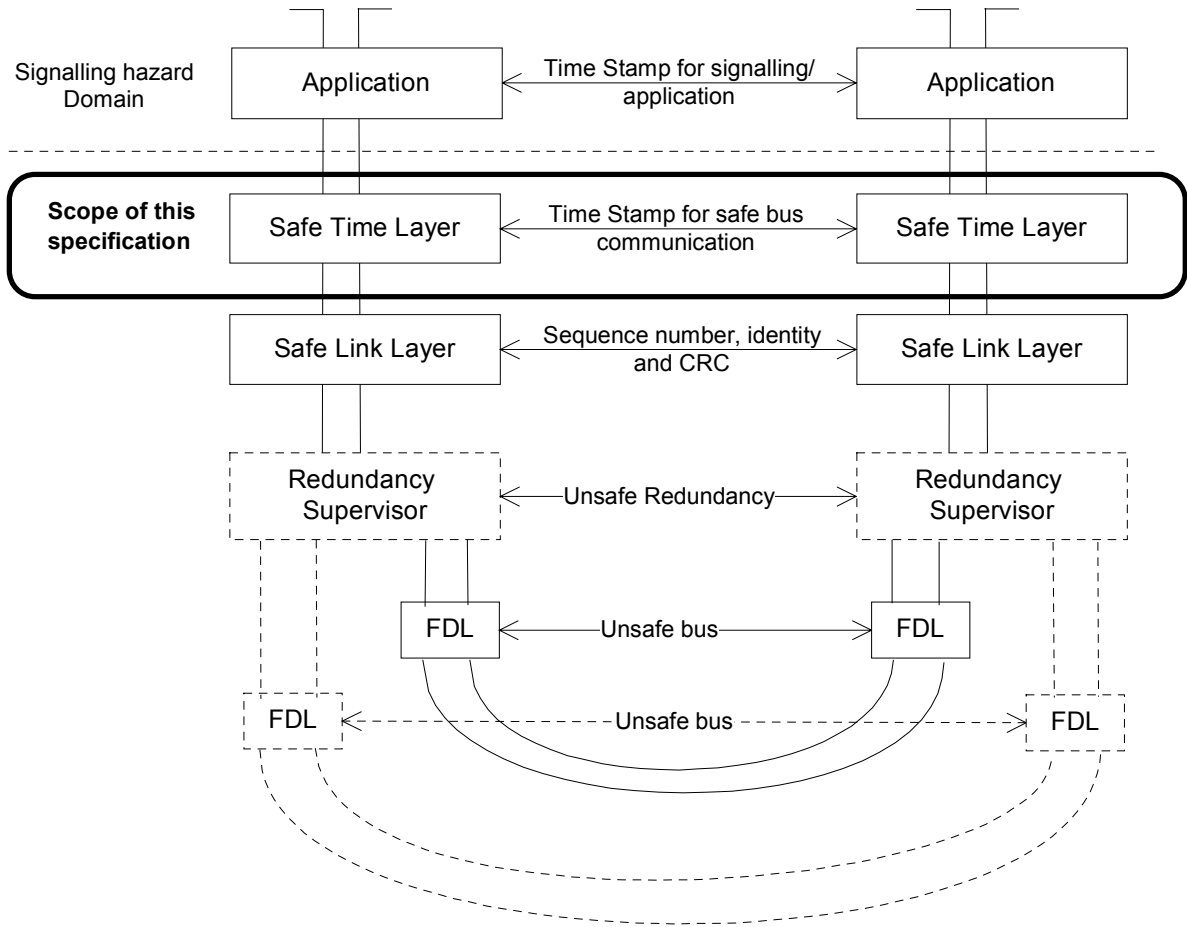 Signalling hazard
Domain
Application
Time Stamp for signalling/
application
Application
Scope of this
specification
Safe Time Layer
Time Stamp for safe bus
communication
Safe Time Layer
Safe Link Layer
Sequence number, identity
and CRC
Safe Link Layer
Redundancy
Supervisor
Unsafe Redundancy
Redundancy
Supervisor
FDL
Unsafe bus
FDL
FDL
Unsafe bus
FDL